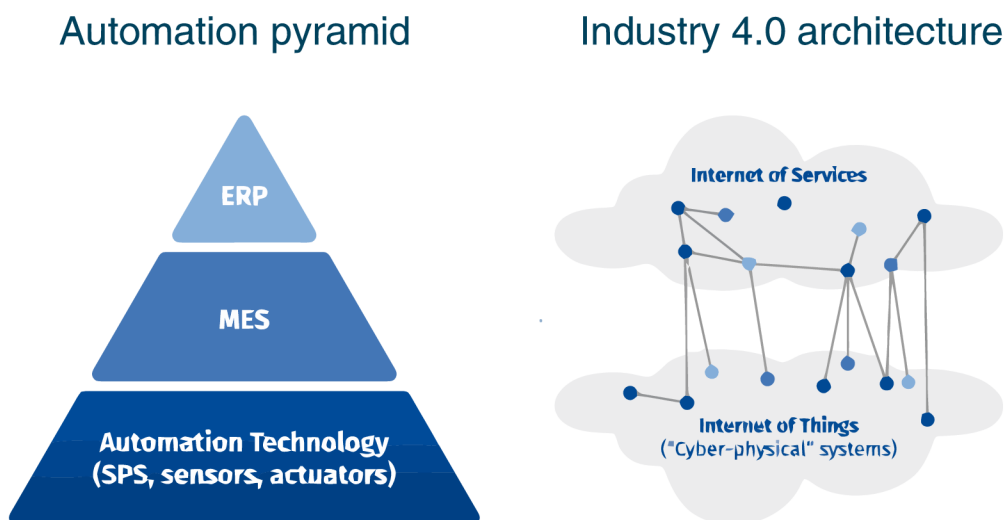 Automation pyramid
Industry 4.0 architecture
ERP
MES
Automation Technology
(SPS, sensors, actuators)
Internet of Services
Internet of Things
("Cyber-physical" systems)